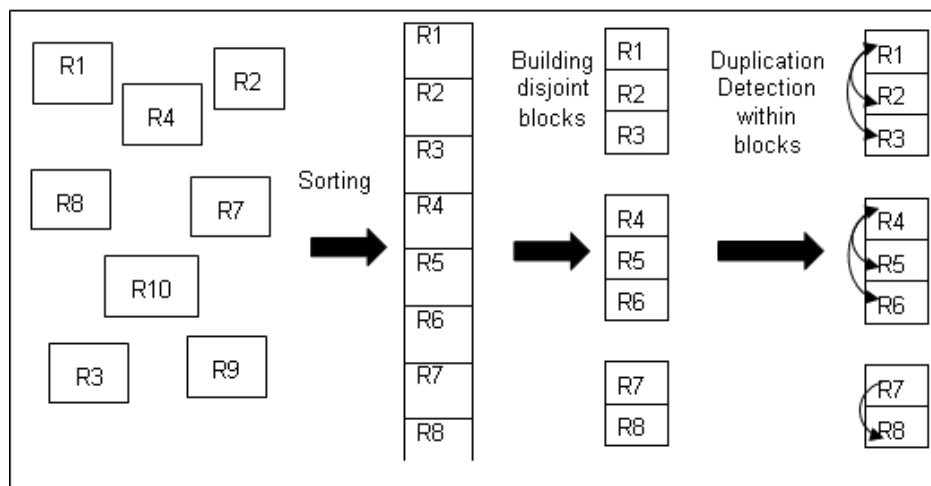 R1
R2
R4
R8
R7
R10
R3
R9
Sorting
R1
R2
R3
R4
R5
R6
R7
R8
Building
disjoint
blocks
R1
R2
R3
R4
R5
R6
R7
R8
Duplication
Detection
within
blocks
R1
R2
R3
R4
R5
R6
R7
R8